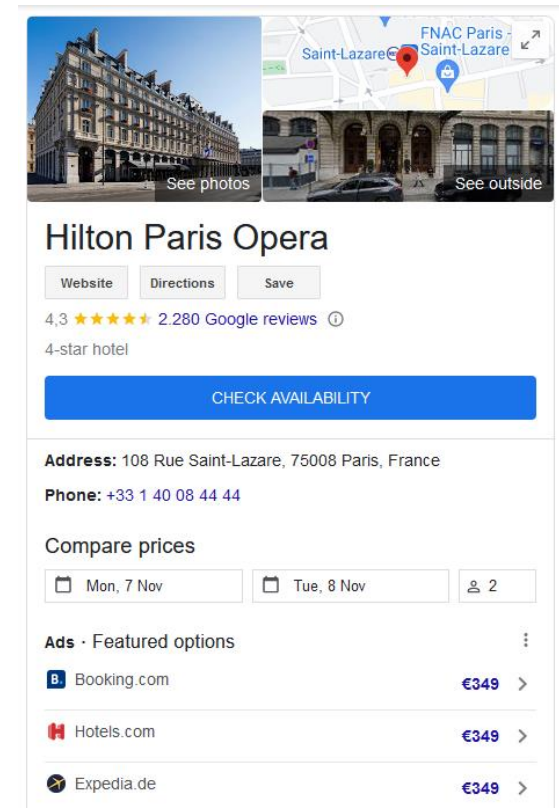 FNAC Paris -
Saint-Lazare
Saint-Lazare
See photos
See outside
Hilton Paris Opera
Website Directions Save
4,3 2.280 Google reviews
4-star hotel
CHECK AVAILABILITY
Address: 108 Rue Saint-Lazare, 75008 Paris, France
Phone: +33 1 40 08 44 44
Compare prices
Mon, 7 Nov Tue, 8 Nov 2
Ads · Featured options
B. Booking.com €349
Hotels.com €349
Expedia.de €349